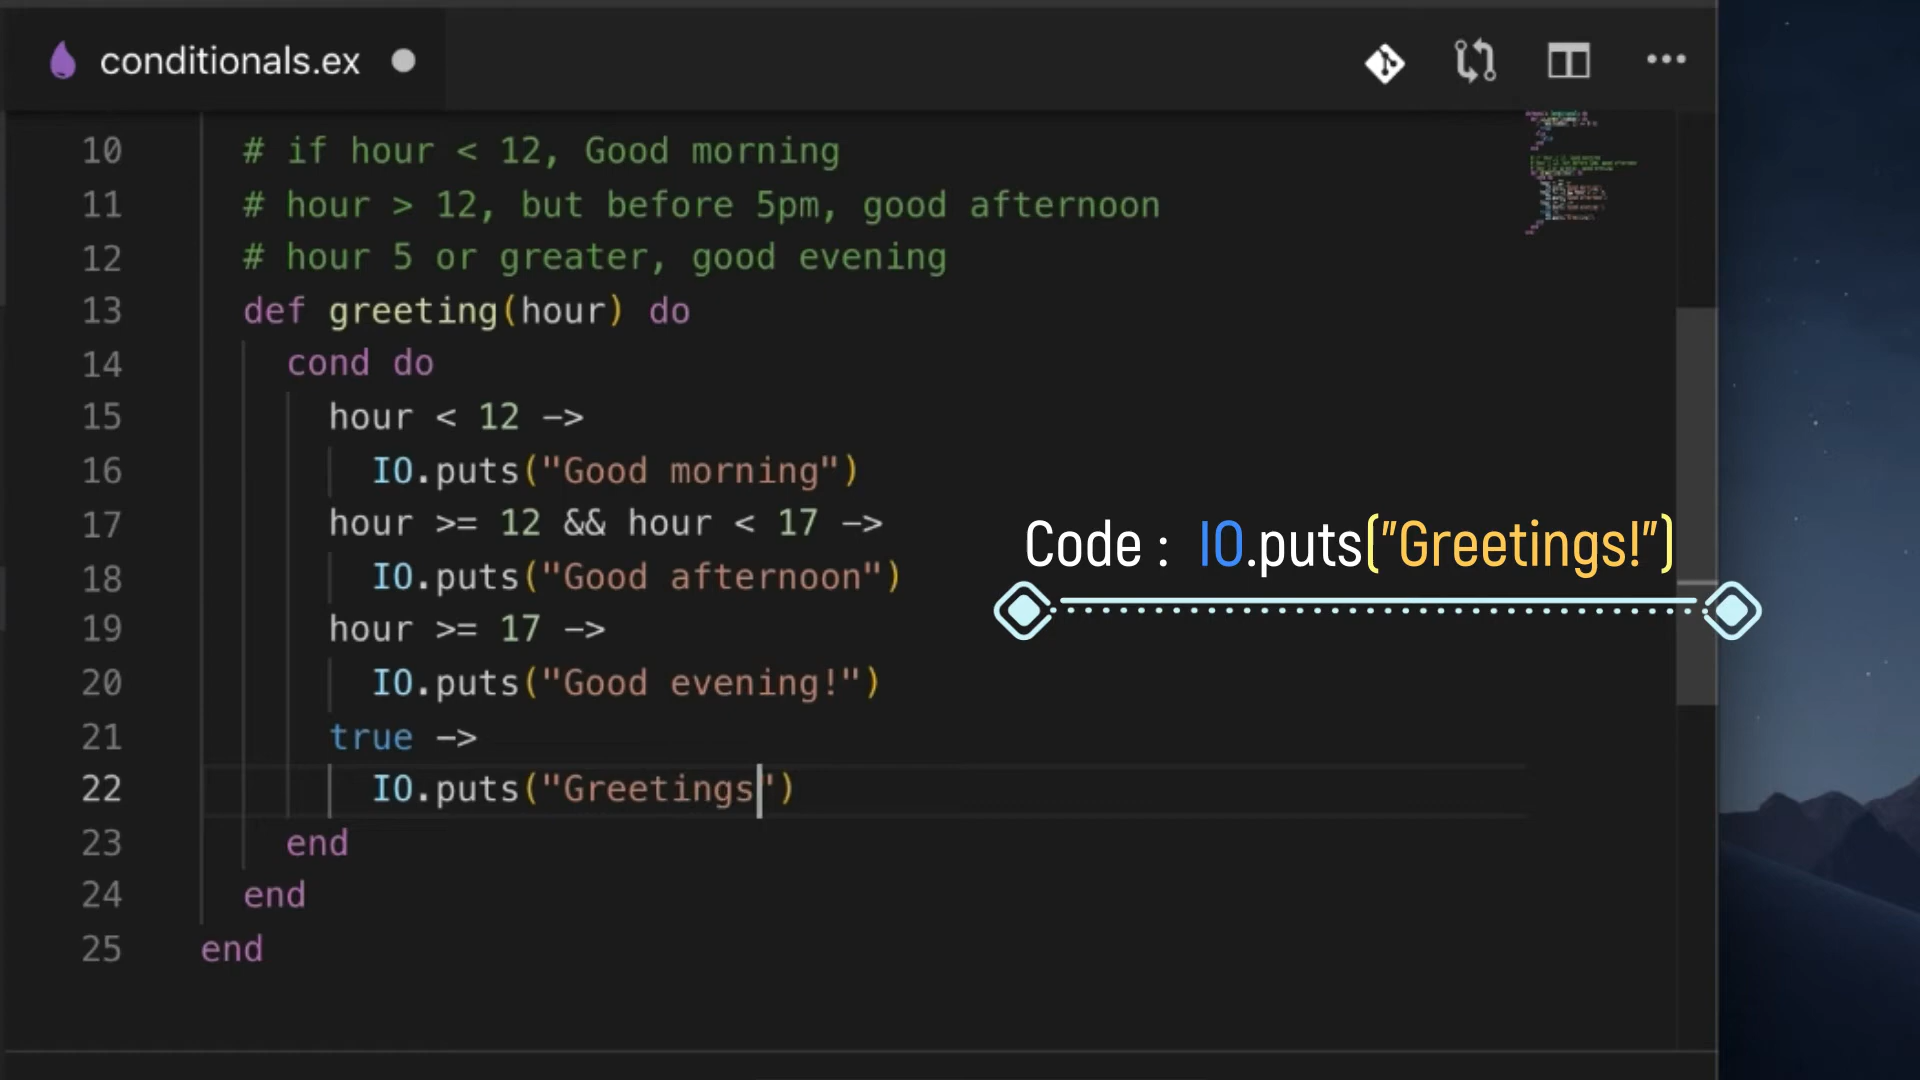 conditionals.ex
10 # if hour < 12, Good morning
11 # hour > 12, but before 5pm, good afternoon
12 # hour 5 or greater, good evening
13 def greeting(hour) do
14 cond do
15 hour < 12 ->
16 IO.puts("Good morning")
17 hour >= 12 && hour < 17 ->
18 IO.puts("Good afternoon")
19 hour >= 17 ->
20 IO.puts("Good evening!")
21 true ->
22 IO.puts("Greetings")
23 end
24 end
25 end
Code : IO.puts("Greetings!")